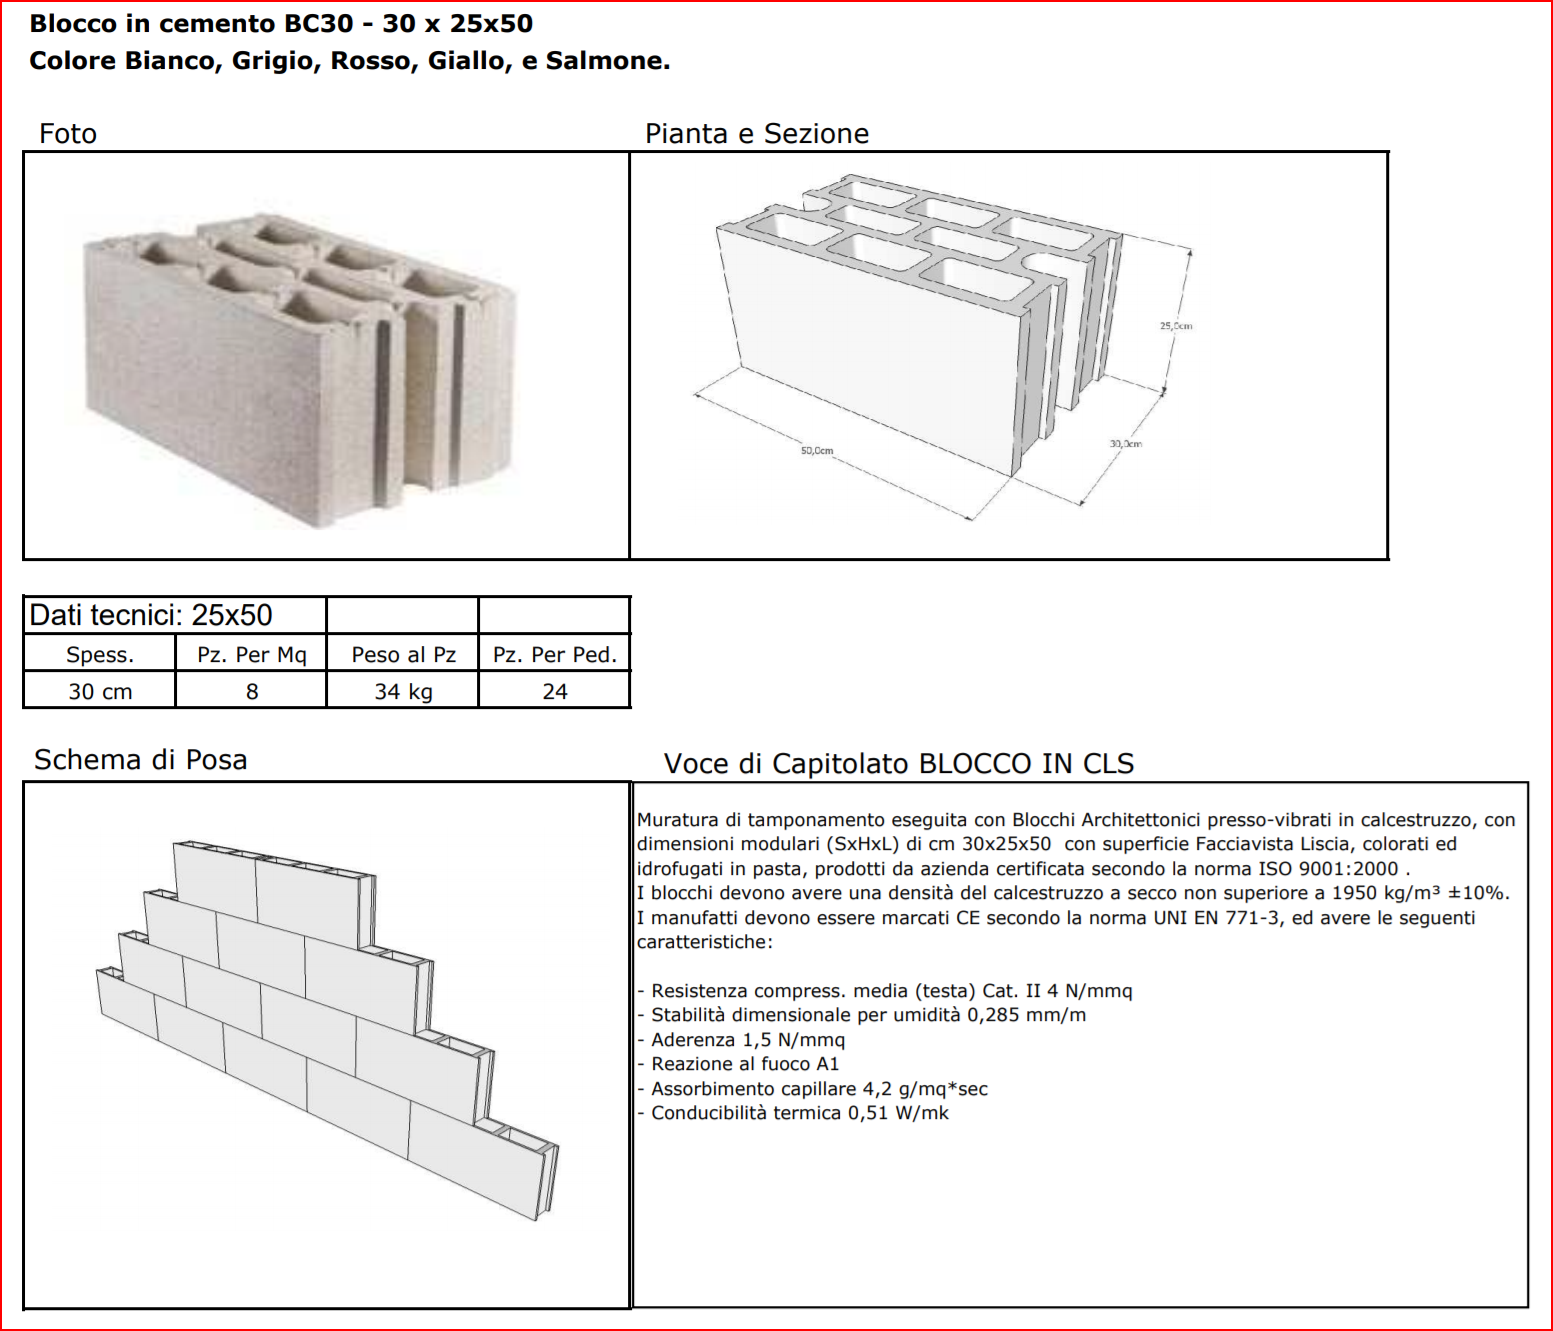 Blocco in cemento BC30 – 30 x 25x50
Colore Bianco, Grigio, Rosso, Giallo, e Salmone.
Foto
Pianta e Sezione
25,0cm
30,0cm
50,0cm
Dati tecnici: 25x50
Spess. Pz. Per Mq Peso al Pz Pz. Per Ped.
30 cm 8 34 kg 24
Schema di Posa
Voce di Capitolato BLOCCO IN CLS
Muratura di tamponamento eseguita con Blocchi Architettonici presso-vibrati in calcestruzzo, con
dimensioni modulari (SxHxL) di cm 30x25x50 con superficie Facciavista Liscia, colorati ed
idrofugati in pasta, prodotti da azienda certificata secondo la norma ISO 9001:2000 .
I blocchi devono avere una densità del calcestruzzo a secco non superiore a 1950 kg/m³ ±10%.
I manufatti devono essere marcati CE secondo la norma UNI EN 771-3, ed avere le seguenti
caratteristiche:
- Resistenza compress. media (testa) Cat. II 4 N/mmq
- Stabilità dimensionale per umidità 0,285 mm/m
- Aderenza 1,5 N/mmq
- Reazione al fuoco A1
- Assorbimento capillare 4,2 g/mq*sec
- Conducibilità termica 0,51 W/mk